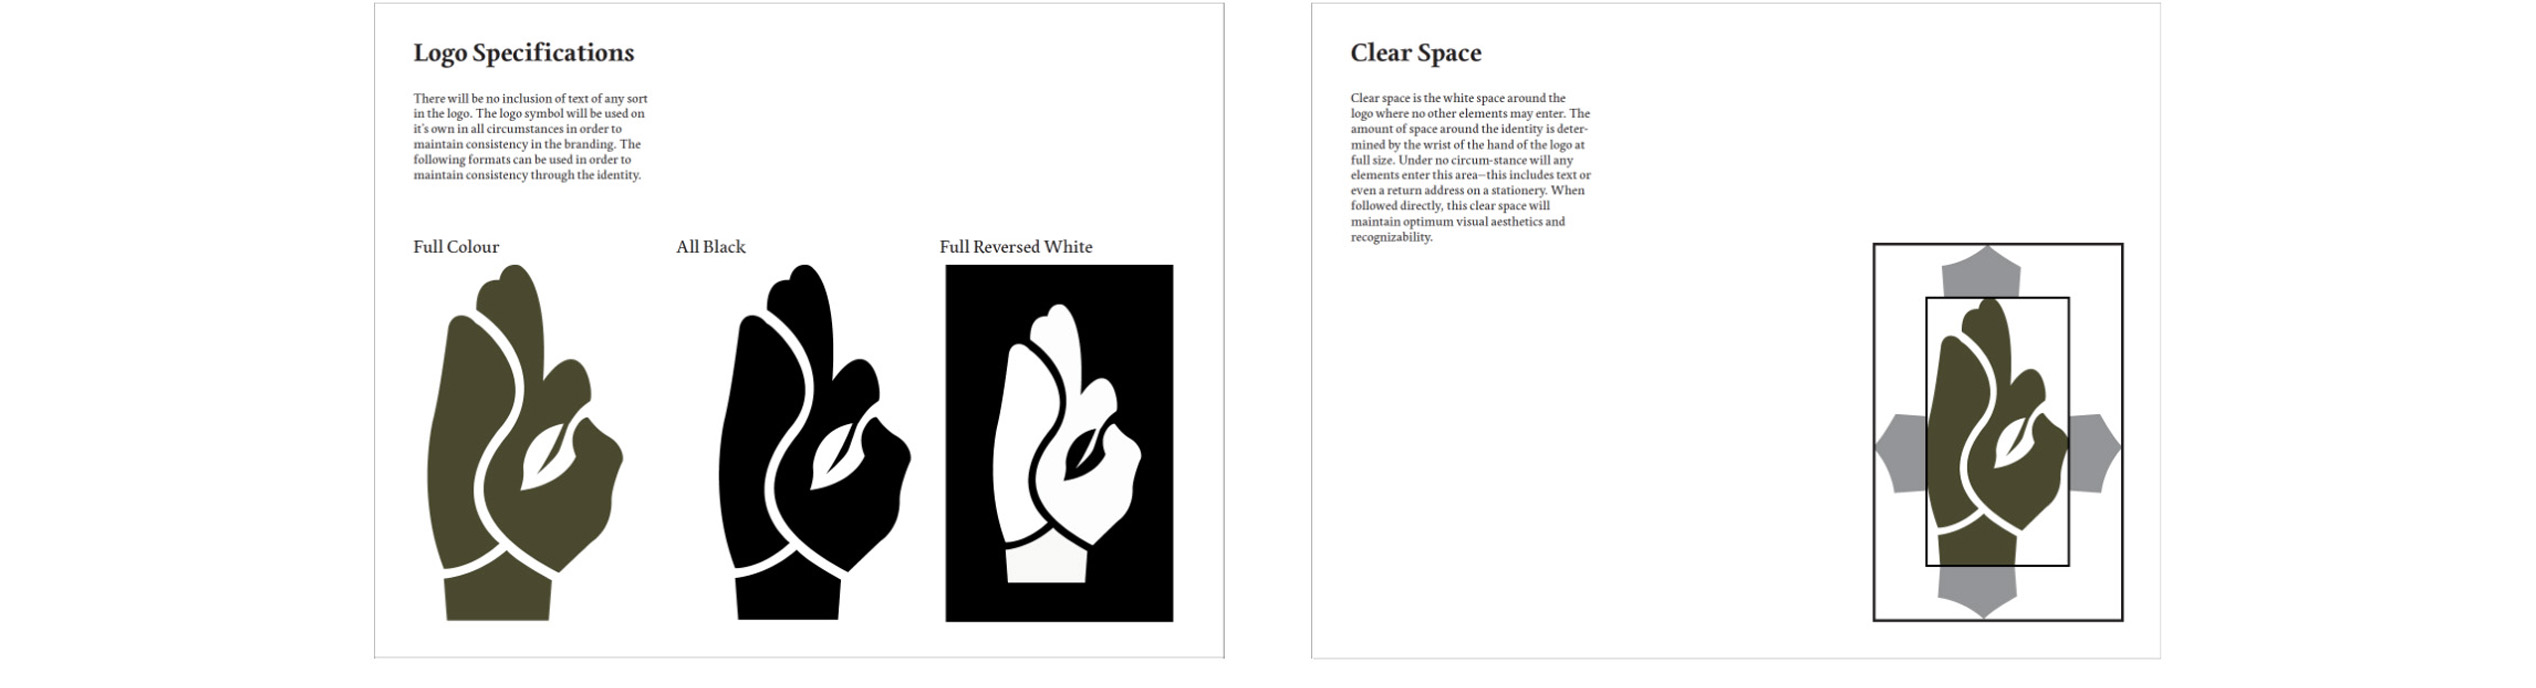 Logo Specifications
There will be no inclusion of text of any sort
in the logo. The logo symbol will be used on
it's own in all circumstances in order to
maintain consistency in the branding. The
following formats can be used in order to
maintain consistency through the identity.
Full Colour
All Black
Full Reversed White
Clear Space
Clear space is the white space around the
logo where no other elements may enter. The
amount of space around the identity is deter-
mined by the wrist of the hand of the logo at
full size. Under no circum-stance will any
elements enter this area—this includes text or
even a return address on a stationery. When
followed directly, this clear space will
maintain optimum visual aesthetics and
recognizability.